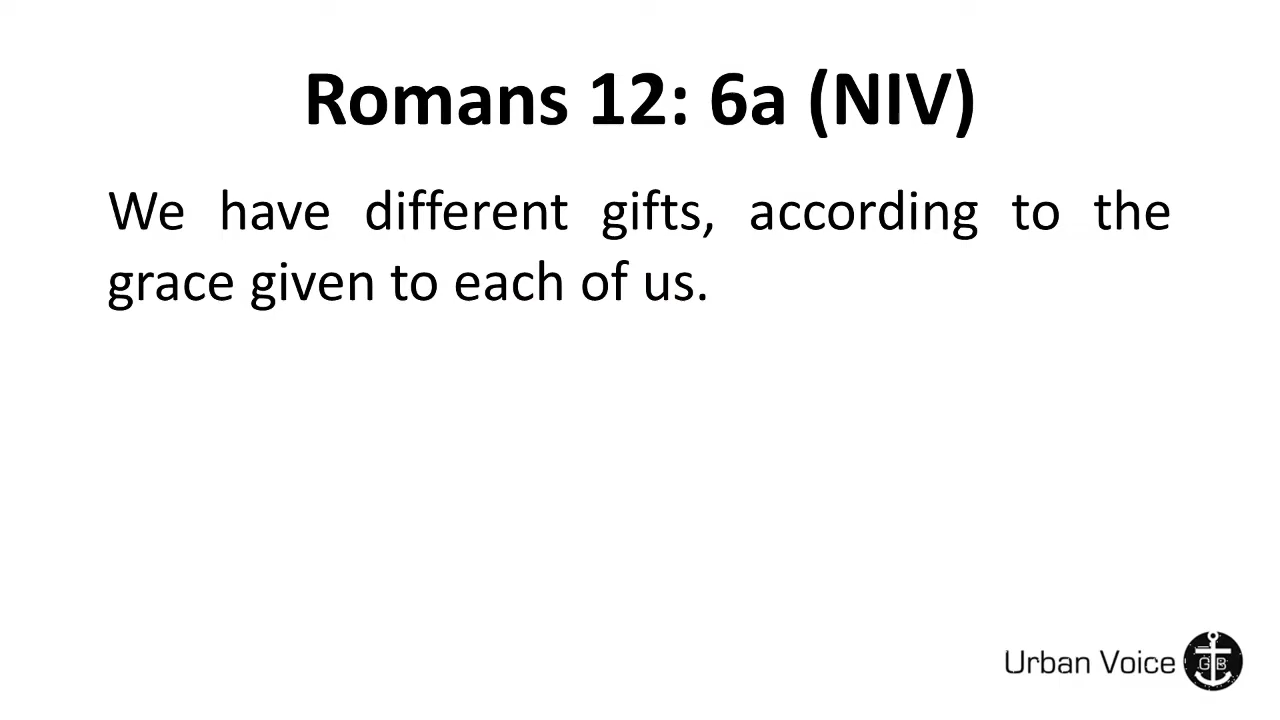 Romans 12: 6a (NIV)
We have different gifts, according to the
grace given to each of us.
Urban Voice
G B